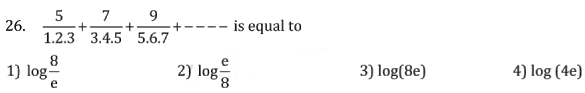 26. 5/1.2.3 + 7/3.4.5 + 9/5.6.7 + ---- is equal to
1) log 8/e 2) log e/8 3) log(8e) 4) log (4e)